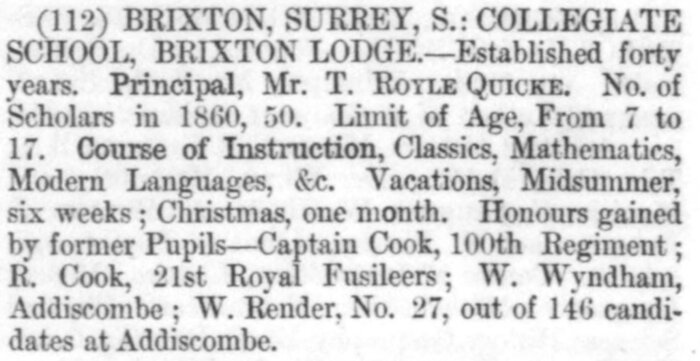 (112) BRIXTON, SURREY, S.: COLLEGIATE
SCHOOL, BRIXTON LODGE.—Established forty
years. Principal, Mr. T. ROYLE QUICKE. No. of
Scholars in 1860, 50. Limit of Age, From 7 to
17. Course of Instruction, Classics, Mathematics,
Modern Languages, &c. Vacations, Midsummer,
six weeks; Christmas, one month. Honours gained
by former Pupils—Captain Cook, 100th Regiment;
R. Cook, 21st Royal Fusileers; W. Wyndham,
Addiscombe; W. Render, No. 27, out of 146 candi-
dates at Addiscombe.